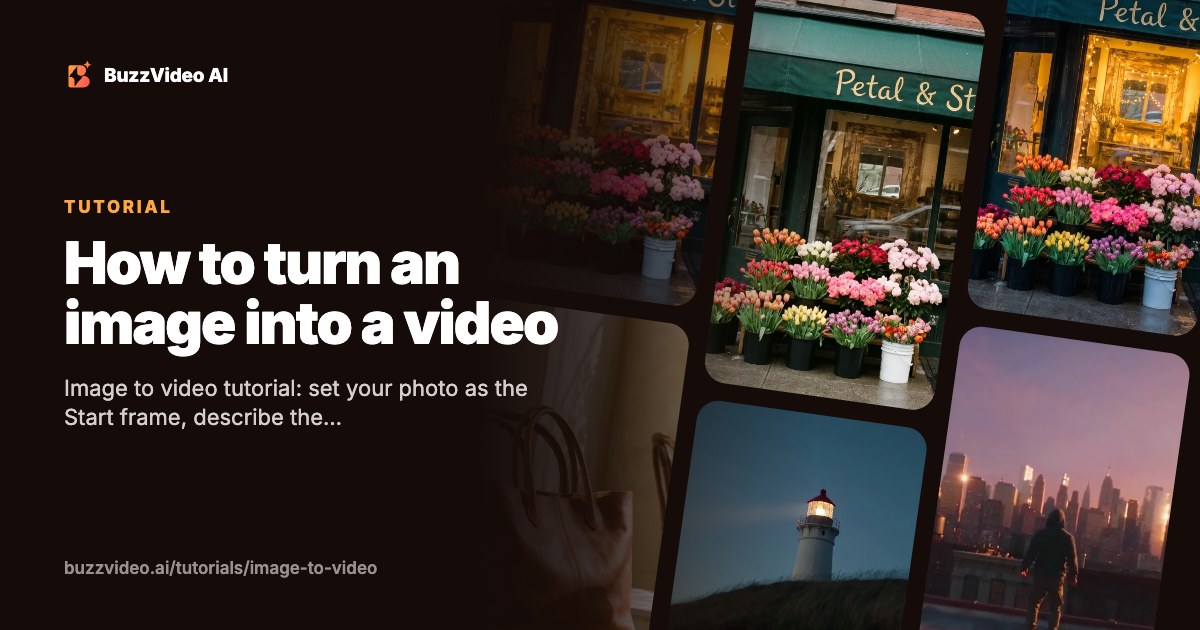 BuzzVideo AI
TUTORIAL
How to turn an
image into a video
Image to video tutorial: set your photo as the
Start frame, describe the...
buzzvideo.ai/tutorials/image-to-video
Petal & St
Petal &